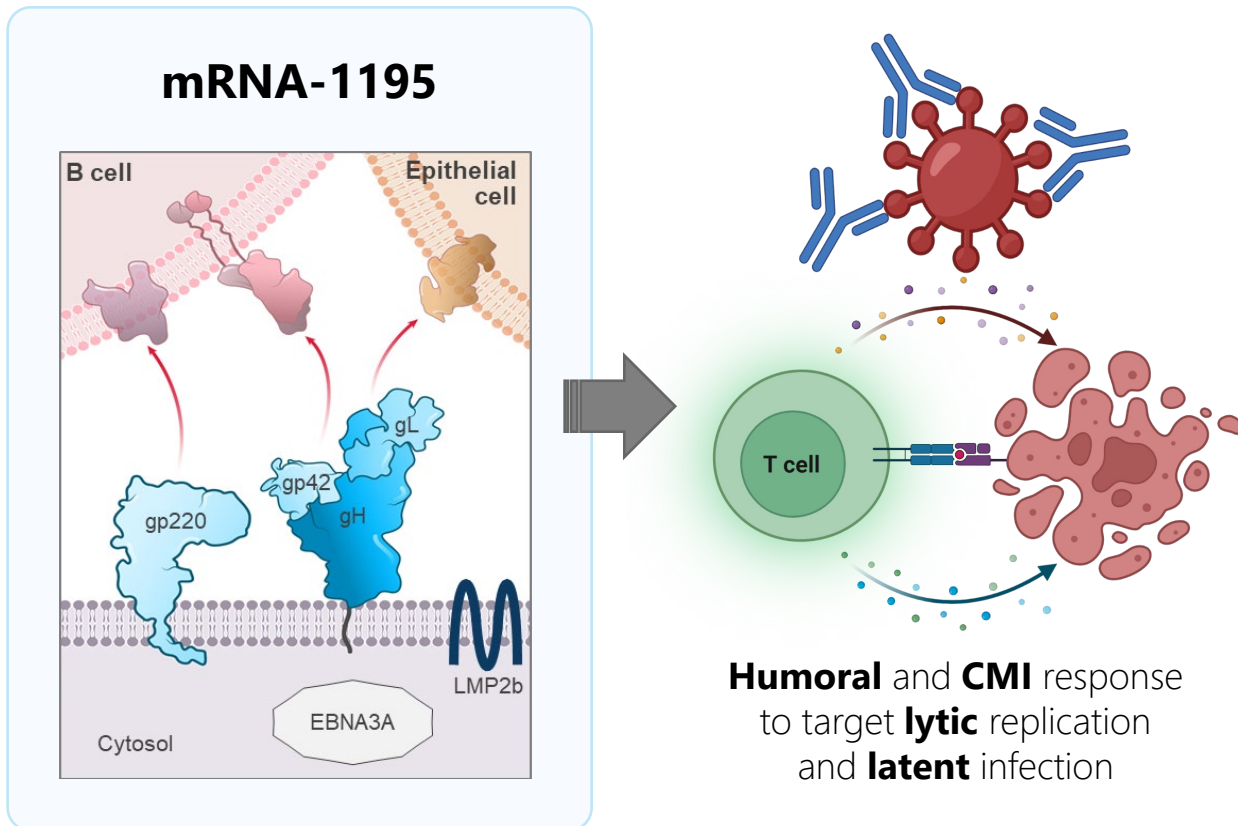 mRNA-1195
B cell
Epithelial
cell
gL
gp42
gp220
gH
LMP2b
EBNA3A
Cytosol
T cell
Humoral and CMI response
to target lytic replication
and latent infection